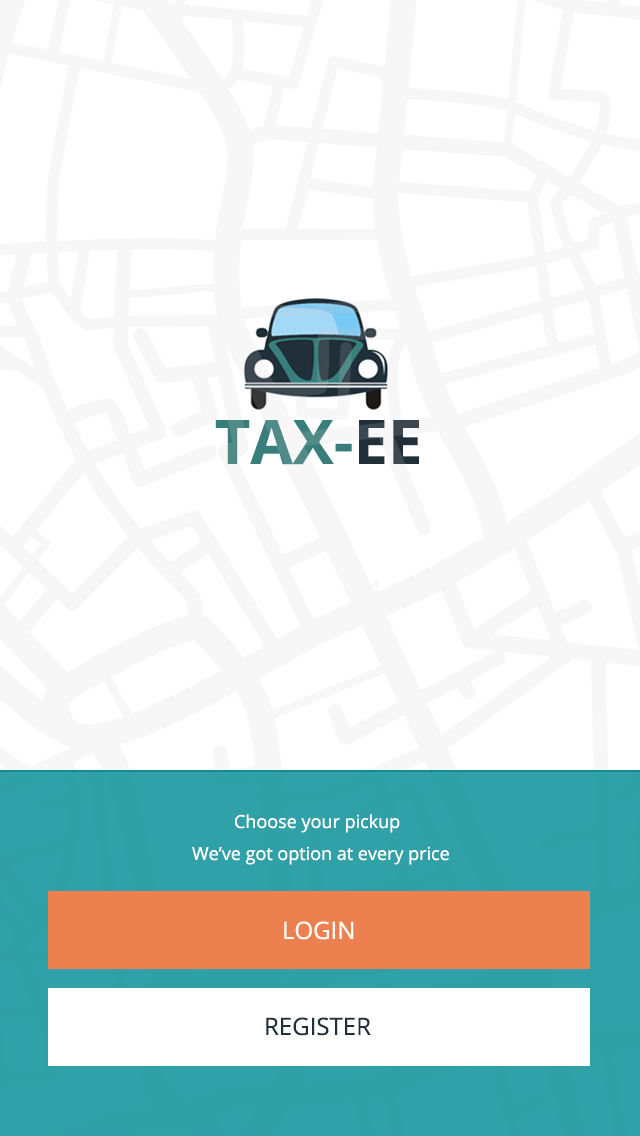 TAX-EE
Choose your pickup
We’ve got option at every price
LOGIN
REGISTER